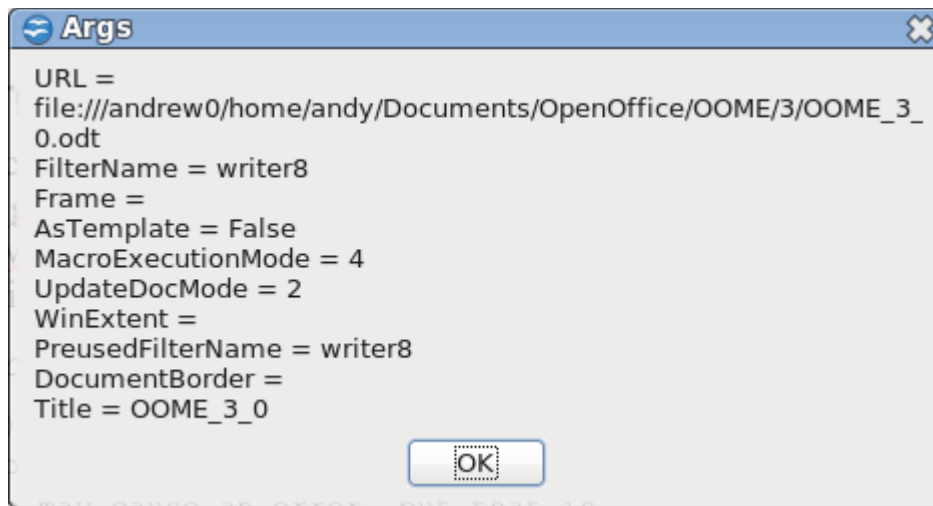 Args
URL =
file:///andrew0/home/andy/Documents/OpenOffice/OOME/3/OOME_3_
0.odt
FilterName = writer8
Frame =
AsTemplate = False
MacroExecutionMode = 4
UpdateDocMode = 2
WinExtent =
PreusedFilterName = writer8
DocumentBorder =
Title = OOME_3_0
OK